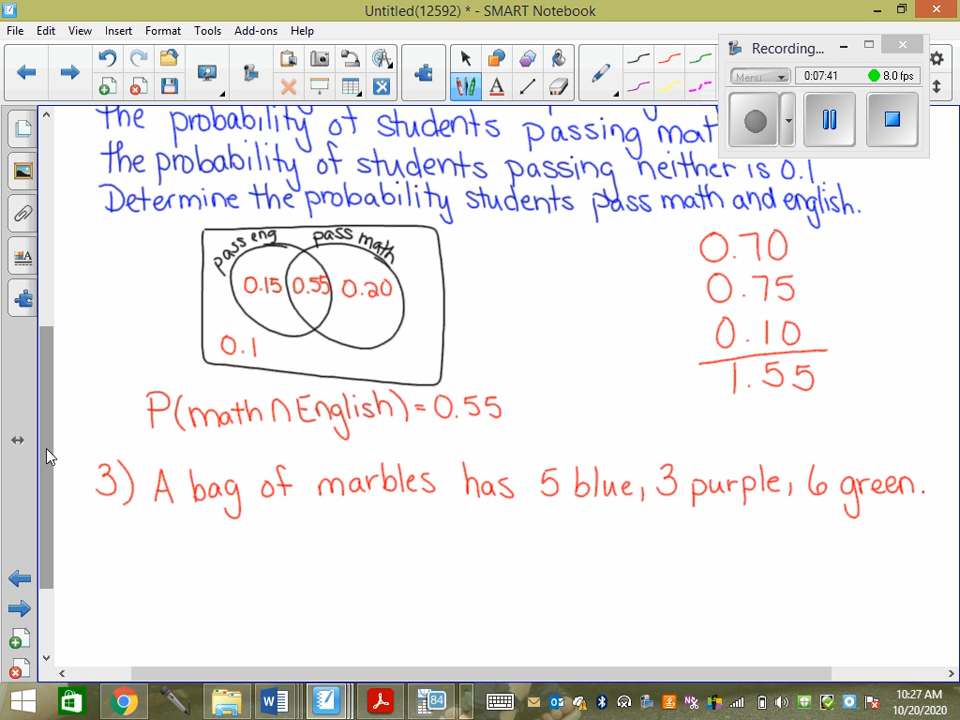 Untitled(12592) * - SMART Notebook
File Edit View Insert Format Tools Add-ons Help
Recording...
Menu 0:07:41 8.0 fps
the probability of students passing mat
the probability of students passing neither is 0.1.
Determine the probability students pass math and english.
pass eng pass math
0.15 0.55 0.20
0.1
0.70
0.75
0.10
1.55
P(math∩English)=0.55
3) A bag of marbles has 5 blue, 3 purple, 6 green.
84
10:27 AM
10/20/2020